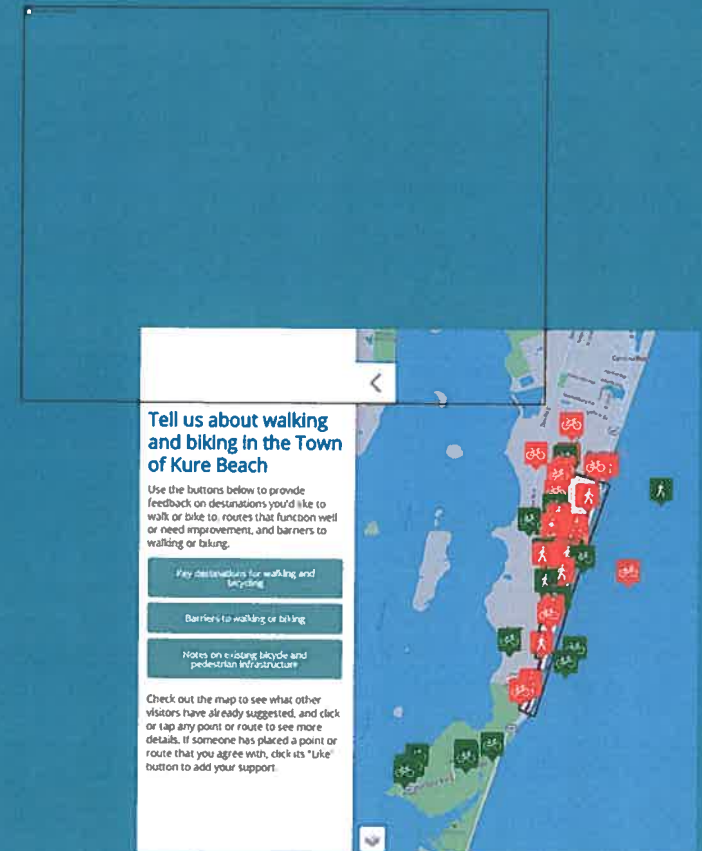 Tell us about walking
and biking in the Town
of Kure Beach
Use the buttons below to provide
feedback on destinations you'd like to
walk or bike to, routes that function well
or need improvement, and barriers to
walking or biking.
Key destinations for walking and
bicycling
Barriers to walking or biking
Notes on existing bicycle and
pedestrian infrastructure
Check out the map to see what other
visitors have already suggested, and click
or tap any point or route to see more
details. If someone has placed a point or
route that you agree with, click its "Like"
button to add your support.